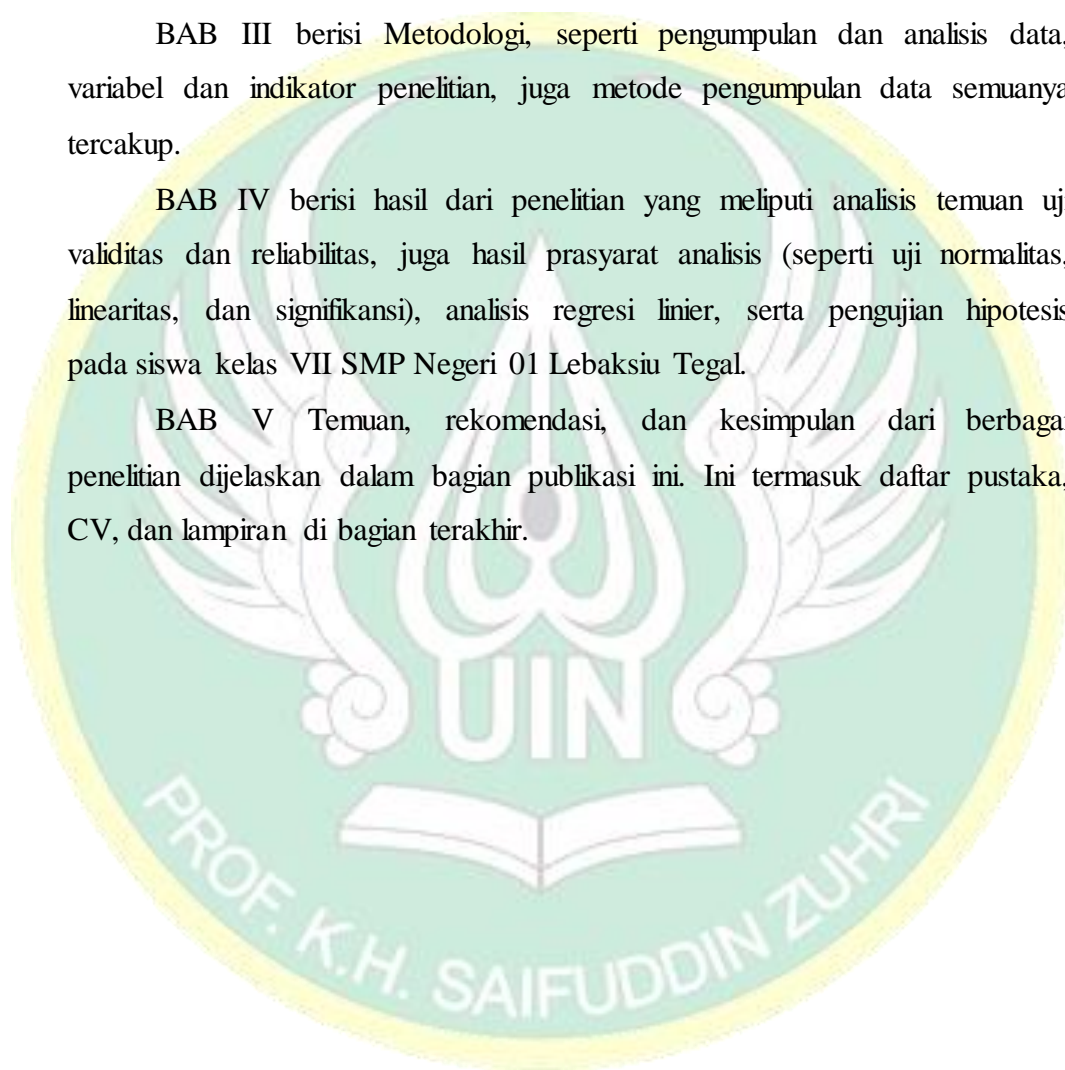 BAB III berisi Metodologi, seperti pengumpulan dan analisis data,
variabel dan indikator penelitian, juga metode pengumpulan data semuanya
tercakup.
BAB IV berisi hasil dari penelitian yang meliputi analisis temuan uji
validitas dan reliabilitas, juga hasil prasyarat analisis (seperti uji normalitas,
linearitas, dan signifikansi), analisis regresi linier, serta pengujian hipotesis
pada siswa kelas VII SMP Negeri 01 Lebaksiu Tegal.
BAB V Temuan, rekomendasi, dan kesimpulan dari berbagai
penelitian dijelaskan dalam bagian publikasi ini. Ini termasuk daftar pustaka,
CV, dan lampiran di bagian terakhir.
UIN
PROF. K.H. SAIFUDDIN ZUHRI